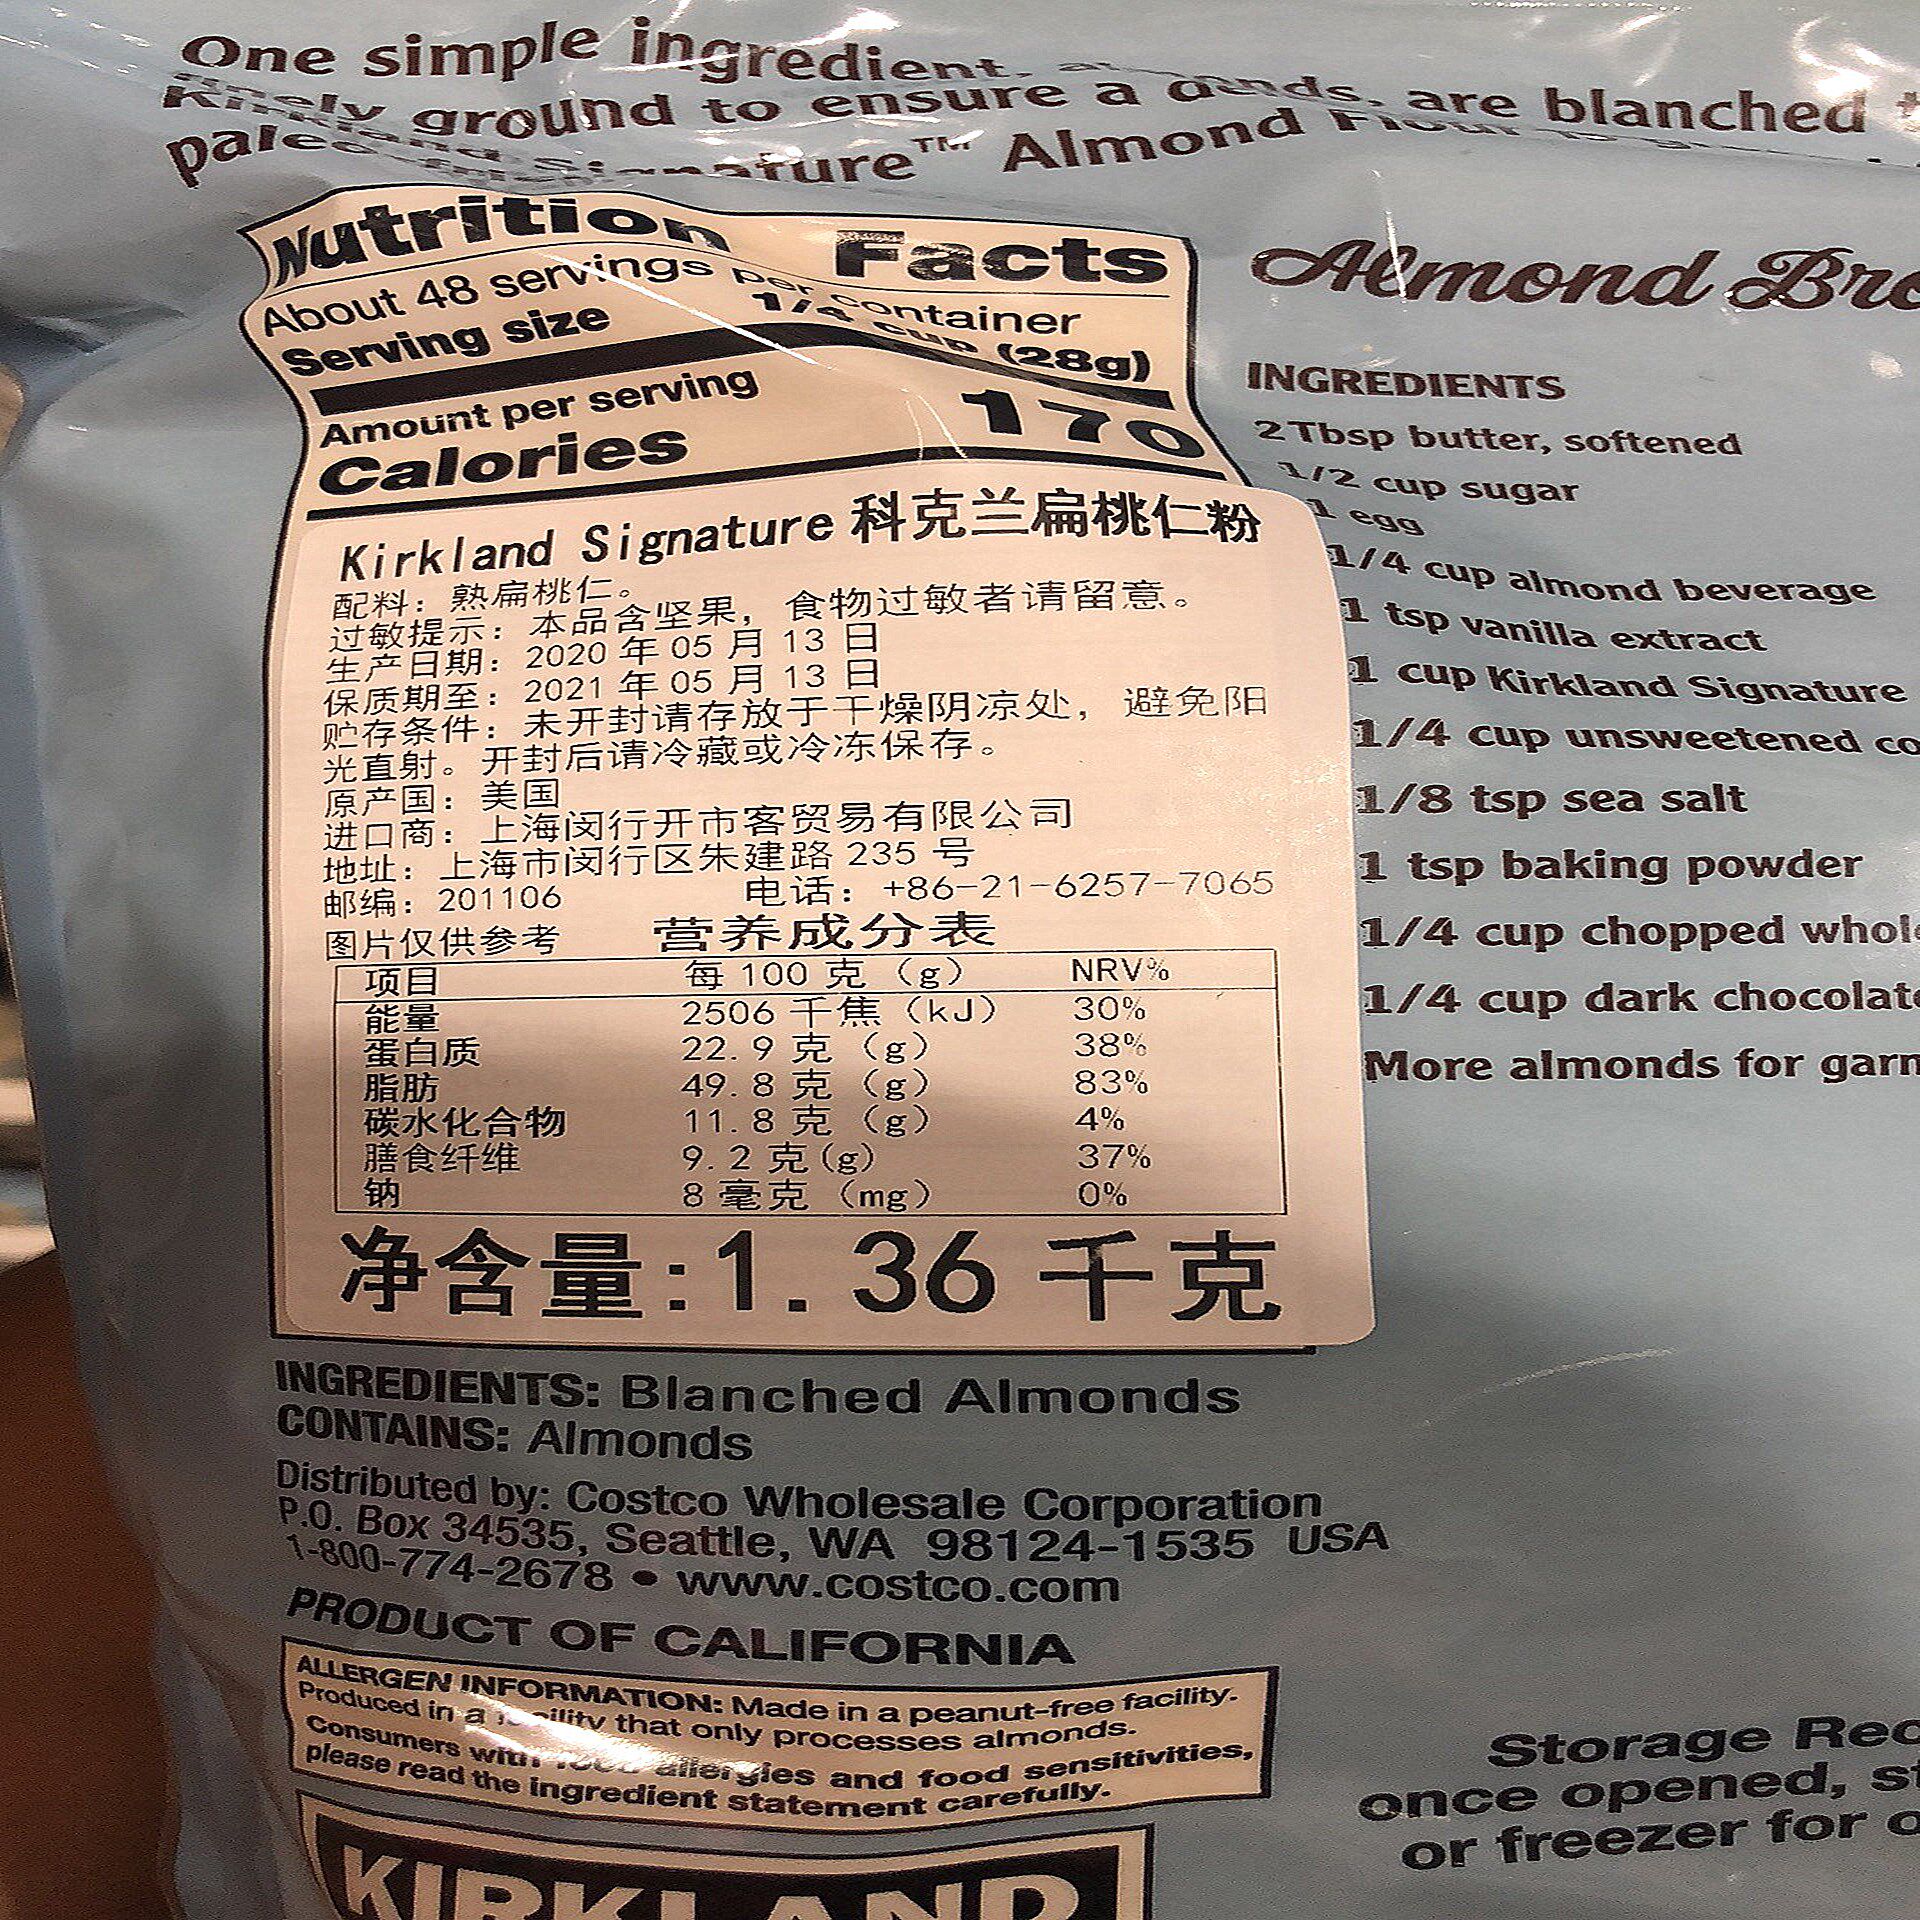 One simple ingredient.
finely ground to ensure a
are blanched
Kirkland Signature™ Almond Flour
Nutrition Facts
About 48 servings per container
Serving size 1/4 cup (28g)
Amount per serving
Calories 170
Kirkland Signature 科克兰扁桃仁粉
配料：熟扁桃仁。
过敏提示：本品含坚果，食物过敏者请留意。
生产日期：2020 年 05 月 13 日
保质期至：2021 年 05 月 13 日
贮存条件：未开封请存放于干燥阴凉处，避免阳
光直射。开封后请冷藏或冷冻保存。
原产国：美国
进口商：上海闵行开市客贸易有限公司
地址：上海市闵行区朱建路 235 号
邮编：201106 电话：+86-21-6257-7065
图片仅供参考 营养成分表
项目 每 100 克（g） NRV%
能量 2506 千焦（kJ） 30%
蛋白质 22.9 克（g） 38%
脂肪 49.8 克（g） 83%
碳水化合物 11.8 克（g） 4%
膳食纤维 9.2 克(g) 37%
钠 8 毫克（mg） 0%
净含量:1.36 千克
INGREDIENTS: Blanched Almonds
CONTAINS: Almonds
Distributed by: Costco Wholesale Corporation
P.O. Box 34535, Seattle, WA 98124-1535 USA
1-800-774-2678 • www.costco.com
PRODUCT OF CALIFORNIA
ALLERGEN INFORMATION: Made in a peanut-free facility.
Produced in a facility that only processes almonds.
Consumers with food allergies and food sensitivities,
please read the ingredient statement carefully.
KIRKLAND
Almond
INGREDIENTS
2 Tbsp butter, softened
1/2 cup sugar
1 egg
1/4 cup almond beverage
1 tsp vanilla extract
1 cup Kirkland Signature
1/4 cup unsweetened
1/8 tsp sea salt
1 tsp baking powder
1/4 cup chopped
1/4 cup dark
More almonds for
Storage
once opened,
or freezer for